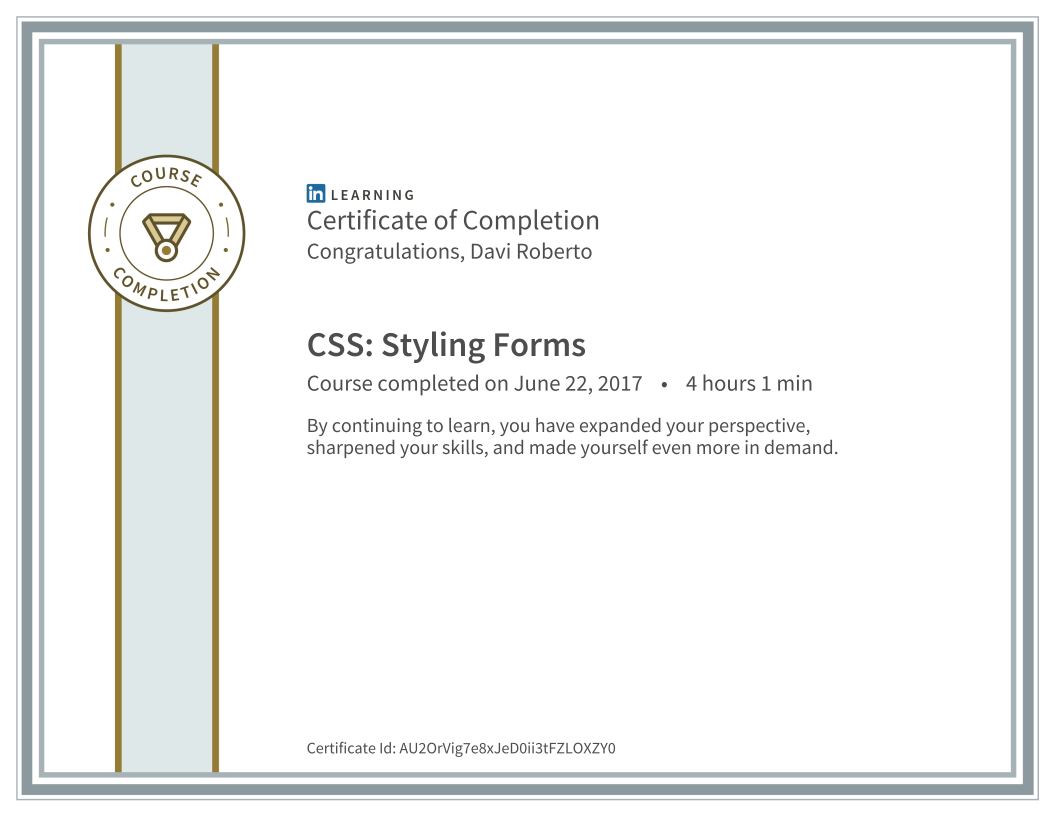 COURSE
COMPLETION
in LEARNING
Certificate of Completion
Congratulations, Davi Roberto
CSS: Styling Forms
Course completed on June 22, 2017 • 4 hours 1 min
By continuing to learn, you have expanded your perspective,
sharpened your skills, and made yourself even more in demand.
Certificate Id: AU2OrVig7e8xJeD0ii3tFZLOXZY0